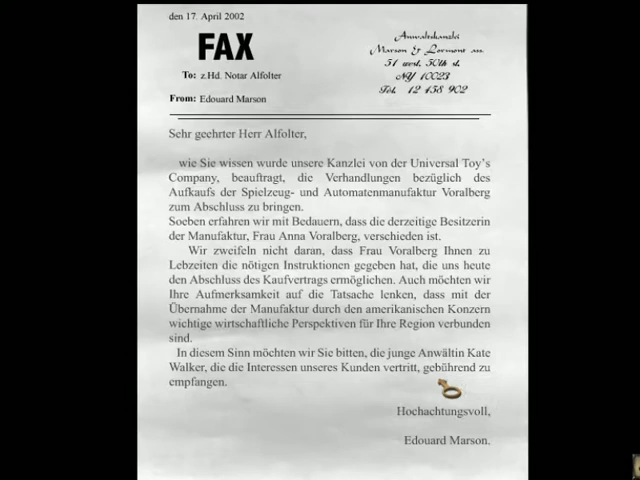 den 17. April 2002
FAX
Anwaltskanzlei
Marson & Lormont an.
51 west, 50th st.
NY 10023
Tél. 12 458 902
To: z.Hd. Notar Alfolter
From: Edouard Marson
Sehr geehrter Herr Alfolter,
wie Sie wissen wurde unsere Kanzlei von der Universal Toy's
Company, beauftragt, die Verhandlungen bezüglich des
Aufkaufs der Spielzeug- und Automatenmanufaktur Voralberg
zum Abschluss zu bringen.
Soeben erfahren wir mit Bedauern, dass die derzeitige Besitzerin
der Manufaktur, Frau Anna Voralberg, verschieden ist.
Wir zweifeln nicht daran, dass Frau Voralberg Ihnen zu
Lebzeiten die nötigen Instruktionen gegeben hat, die uns heute
den Abschluss des Kaufvertrags ermöglichen. Auch möchten wir
Ihre Aufmerksamkeit auf die Tatsache lenken, dass mit der
Übernahme der Manufaktur durch den amerikanischen Konzern
wichtige wirtschaftliche Perspektiven für Ihre Region verbunden
sind.
In diesem Sinn möchten wir Sie bitten, die junge Anwältin Kate
Walker, die die Interessen unseres Kunden vertritt, gebührend zu
empfangen.
Hochachtungsvoll,
Edouard Marson.